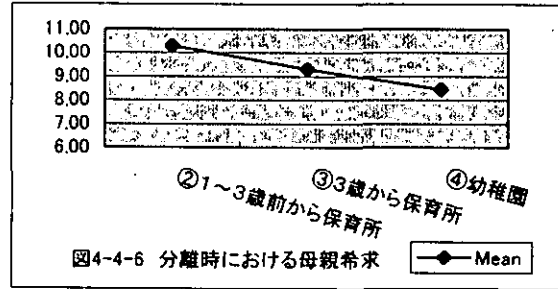 11.00
10.00
9.00
8.00
7.00
6.00
②1～3歳前から保育所
③3歳から保育所
④幼稚園
図4-4-6 分離時における母親希求
Mean